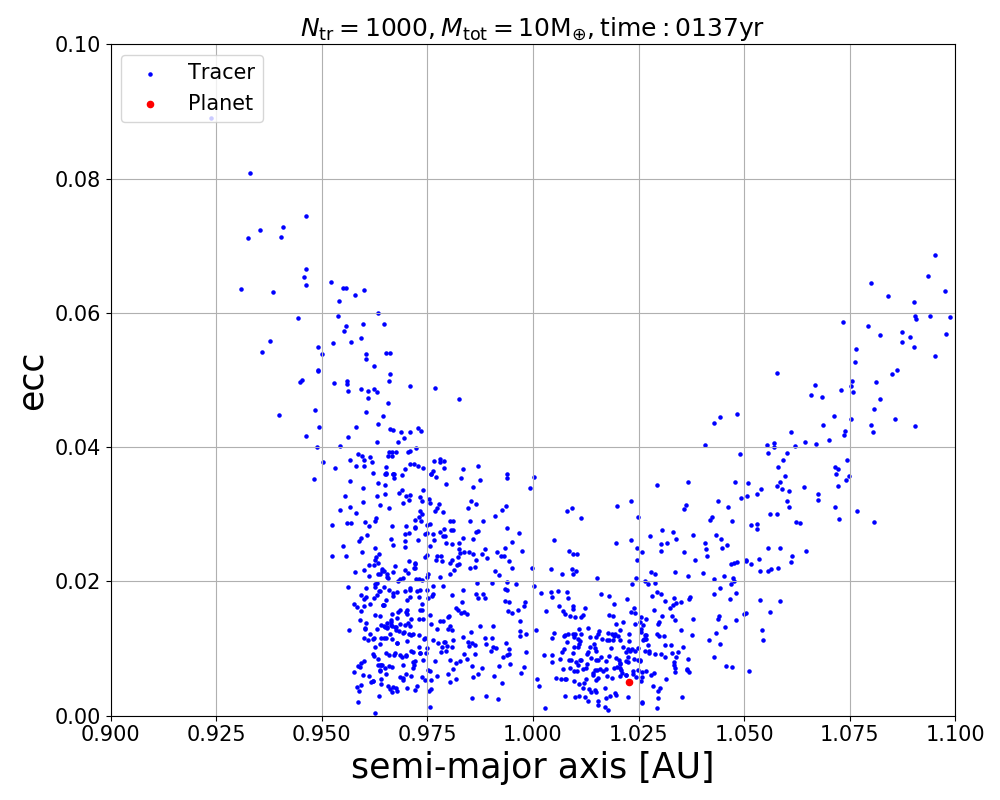 N_tr = 1000, M_tot = 10M_⊕, time : 0137yr
Tracer
Planet
0.10
0.08
0.06
0.04
0.02
0.00
ecc
0.900 0.925 0.950 0.975 1.000 1.025 1.050 1.075 1.100
semi-major axis [AU]